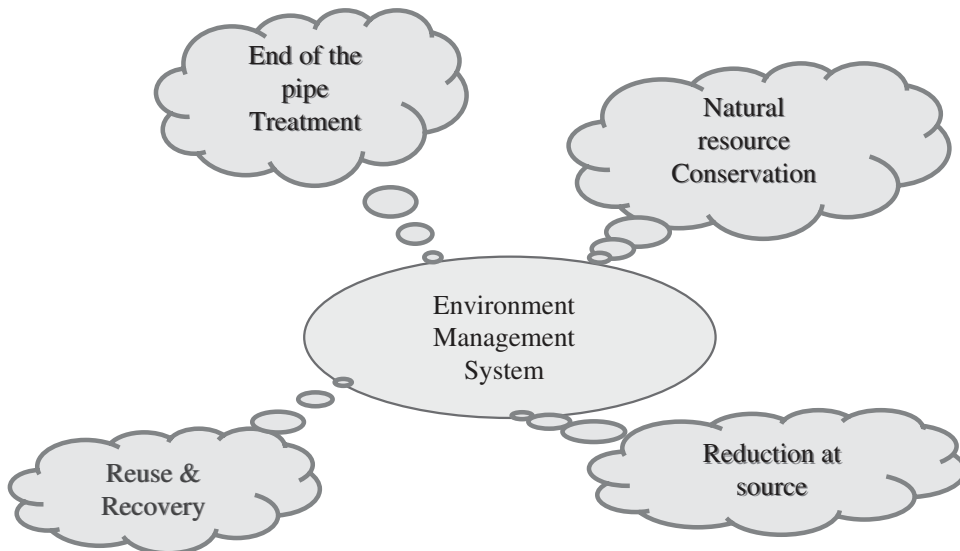 End of the
pipe
Treatment
Natural
resource
Conservation
Environment
Management
System
Reuse &
Recovery
Reduction at
source